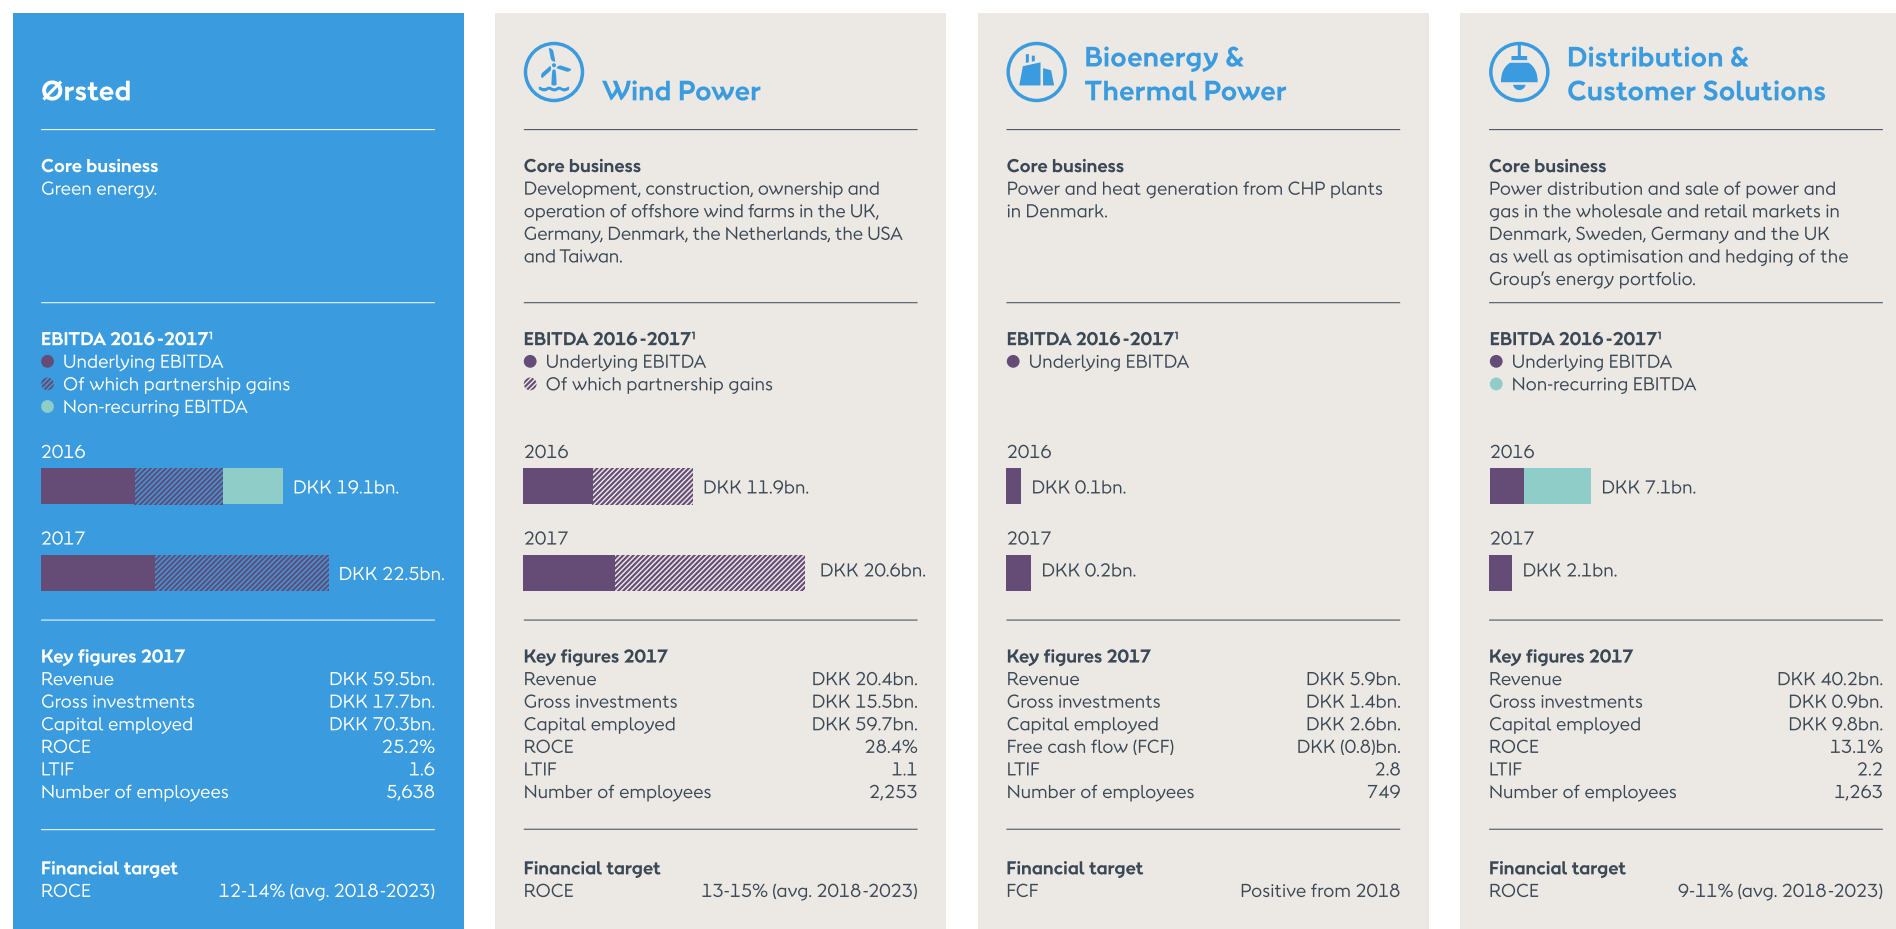 Ørsted
Core business
Green energy.
EBITDA 2016-2017¹
Underlying EBITDA
Of which partnership gains
Non-recurring EBITDA
2016
DKK 19.1bn.
2017
DKK 22.5bn.
Key figures 2017
Revenue DKK 59.5bn.
Gross investments DKK 17.7bn.
Capital employed DKK 70.3bn.
ROCE 25.2%
LTIF 1.6
Number of employees 5,638
Financial target
ROCE 12-14% (avg. 2018-2023)
Wind Power
Core business
Development, construction, ownership and
operation of offshore wind farms in the UK,
Germany, Denmark, the Netherlands, the USA
and Taiwan.
EBITDA 2016-2017¹
Underlying EBITDA
Of which partnership gains
2016
DKK 11.9bn.
2017
DKK 20.6bn.
Key figures 2017
Revenue DKK 20.4bn.
Gross investments DKK 15.5bn.
Capital employed DKK 59.7bn.
ROCE 28.4%
LTIF 1.1
Number of employees 2,253
Financial target
ROCE 13-15% (avg. 2018-2023)
Bioenergy &
Thermal Power
Core business
Power and heat generation from CHP plants
in Denmark.
EBITDA 2016-2017¹
Underlying EBITDA
2016
DKK 0.1bn.
2017
DKK 0.2bn.
Key figures 2017
Revenue DKK 5.9bn.
Gross investments DKK 1.4bn.
Capital employed DKK 2.6bn.
Free cash flow (FCF) DKK (0.8)bn.
LTIF 2.8
Number of employees 749
Financial target
FCF Positive from 2018
Distribution &
Customer Solutions
Core business
Power distribution and sale of power and
gas in the wholesale and retail markets in
Denmark, Sweden, Germany and the UK
as well as optimisation and hedging of the
Group's energy portfolio.
EBITDA 2016-2017¹
Underlying EBITDA
Non-recurring EBITDA
2016
DKK 7.1bn.
2017
DKK 2.1bn.
Key figures 2017
Revenue DKK 40.2bn.
Gross investments DKK 0.9bn.
Capital employed DKK 9.8bn.
ROCE 13.1%
LTIF 2.2
Number of employees 1,263
Financial target
ROCE 9-11% (avg. 2018-2023)